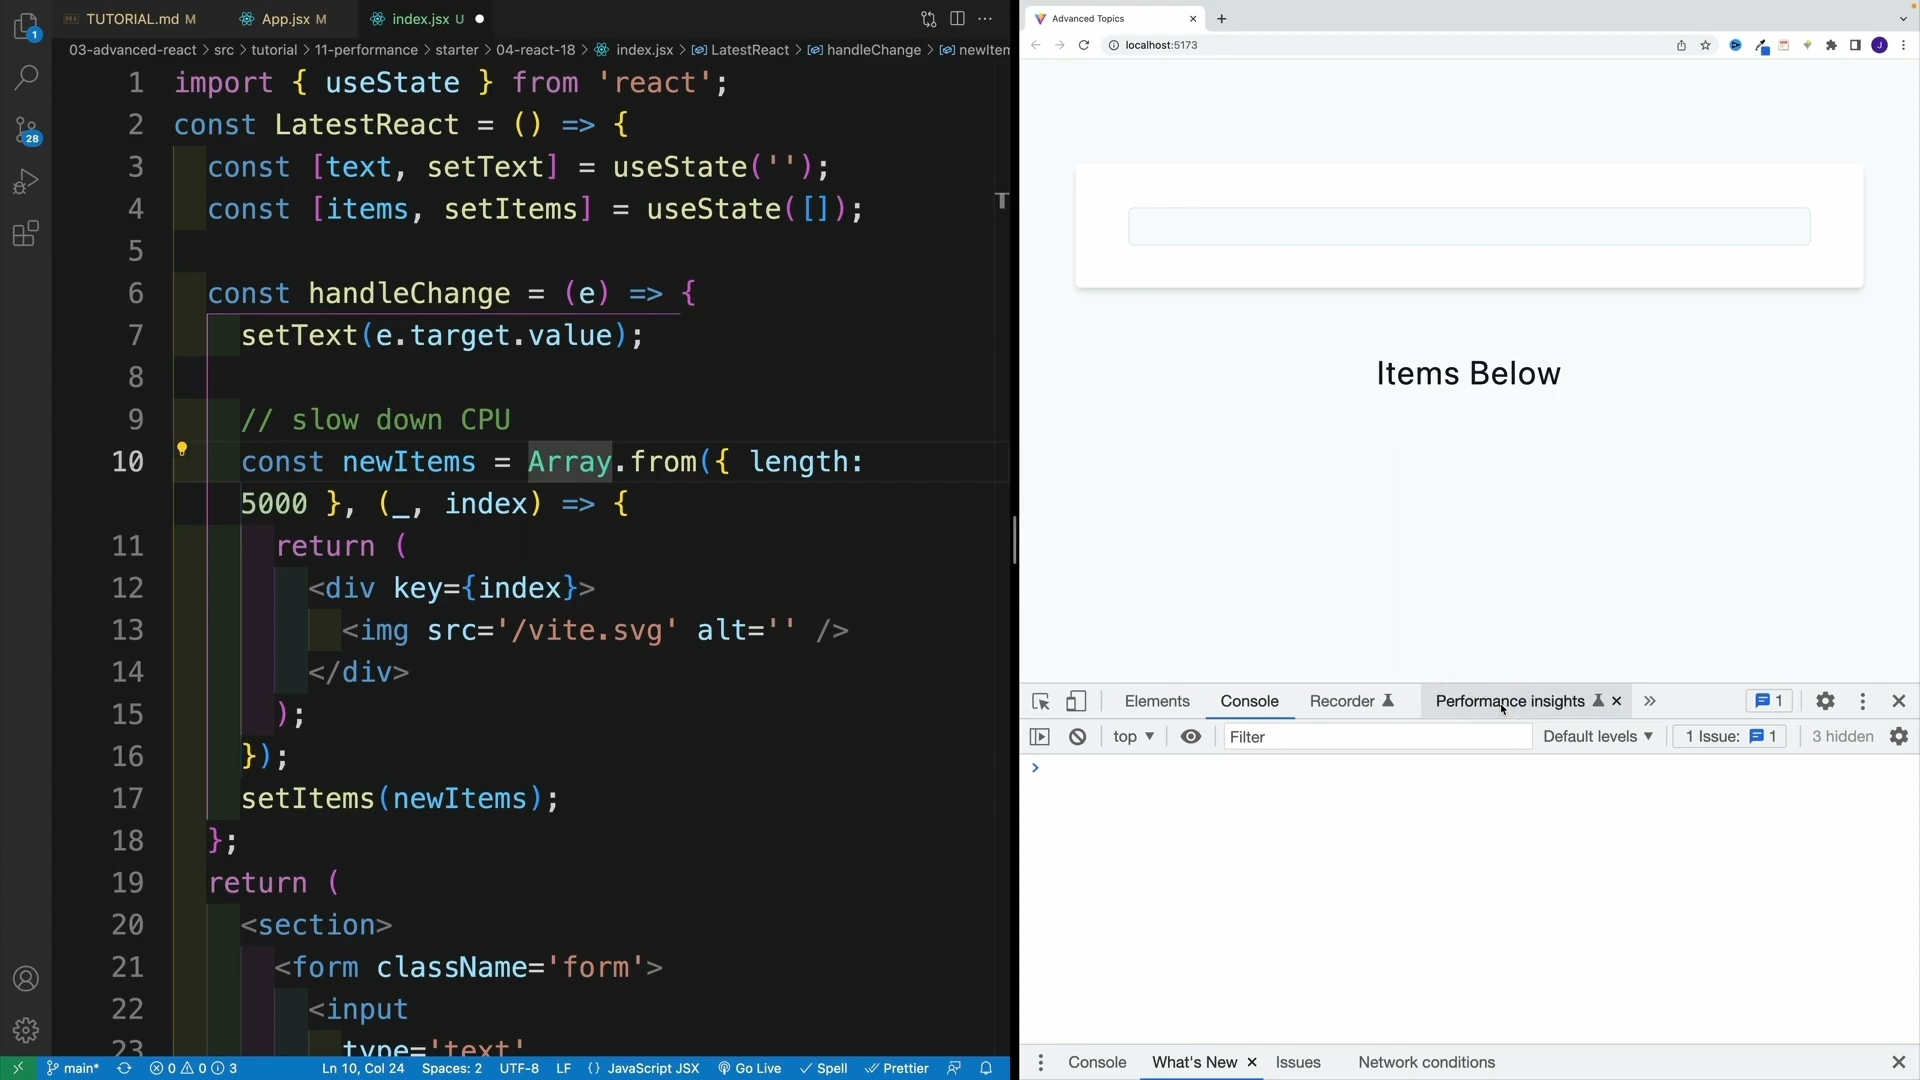 TUTORIAL.md M
App.jsx M
index.jsx U
03-advanced-react > src > tutorial > 11-performance > starter > 04-react-18 > index.jsx > LatestReact > handleChange > newItem
1 import { useState } from 'react';
2 const LatestReact = () => {
3 const [text, setText] = useState('');
4 const [items, setItems] = useState([]);
5
6 const handleChange = (e) => {
7 setText(e.target.value);
8
9 // slow down CPU
10 const newItems = Array.from({ length:
5000 }, (_, index) => {
11 return (
12 <div key={index}>
13 <img src='/vite.svg' alt='' />
14 </div>
15 );
16 });
17 setItems(newItems);
18 };
19 return (
20 <section>
21 <form className='form'>
22 <input
23 type='text'
1
28
main*
0 0 3
Ln 10, Col 24
Spaces: 2
UTF-8
LF
{} JavaScript JSX
Go Live
Spell
Prettier
Advanced Topics
localhost:5173
J
Items Below
Elements
Console
Recorder
Performance insights
1
top
Filter
Default levels
1 Issue: 1
3 hidden
Console
What's New
Issues
Network conditions